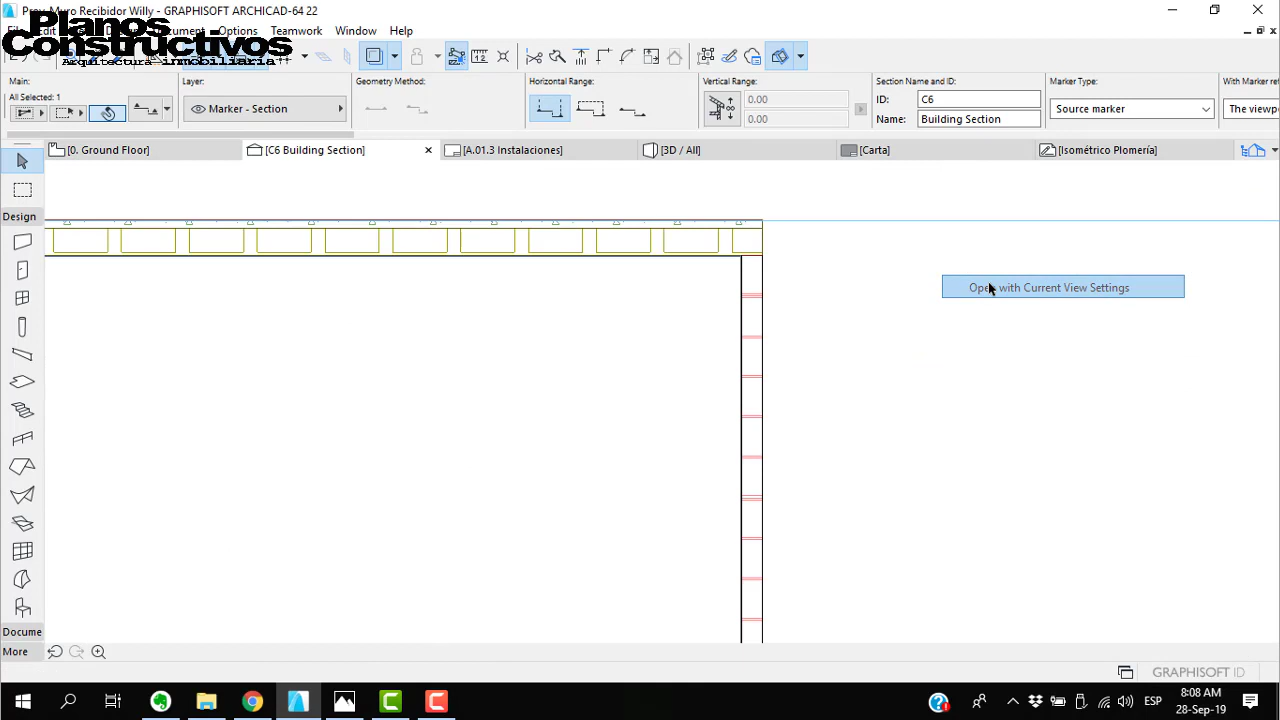 Prev. Muro Recibidor Willy - GRAPHISOFT ARCHICAD-64 22
Options Teamwork Window Help
Planos
Constructivos
Arquitectura inmobiliaria
Main:
All Selected: 1
Layer:
Marker - Section
Geometry Method:
Horizontal Range:
Vertical Range:
0.00
0.00
Section Name and ID:
ID: C6
Name: Building Section
Marker Type:
Source marker
With Marker re
The viewp
[0. Ground Floor] [C6 Building Section] [A.01.3 Instalaciones] [3D / All] [Carta] [Isométrico Plomería]
Design
Open with Current View Settings
Docume
More
GRAPHISOFT ID
ESP
8:08 AM
28-Sep-19